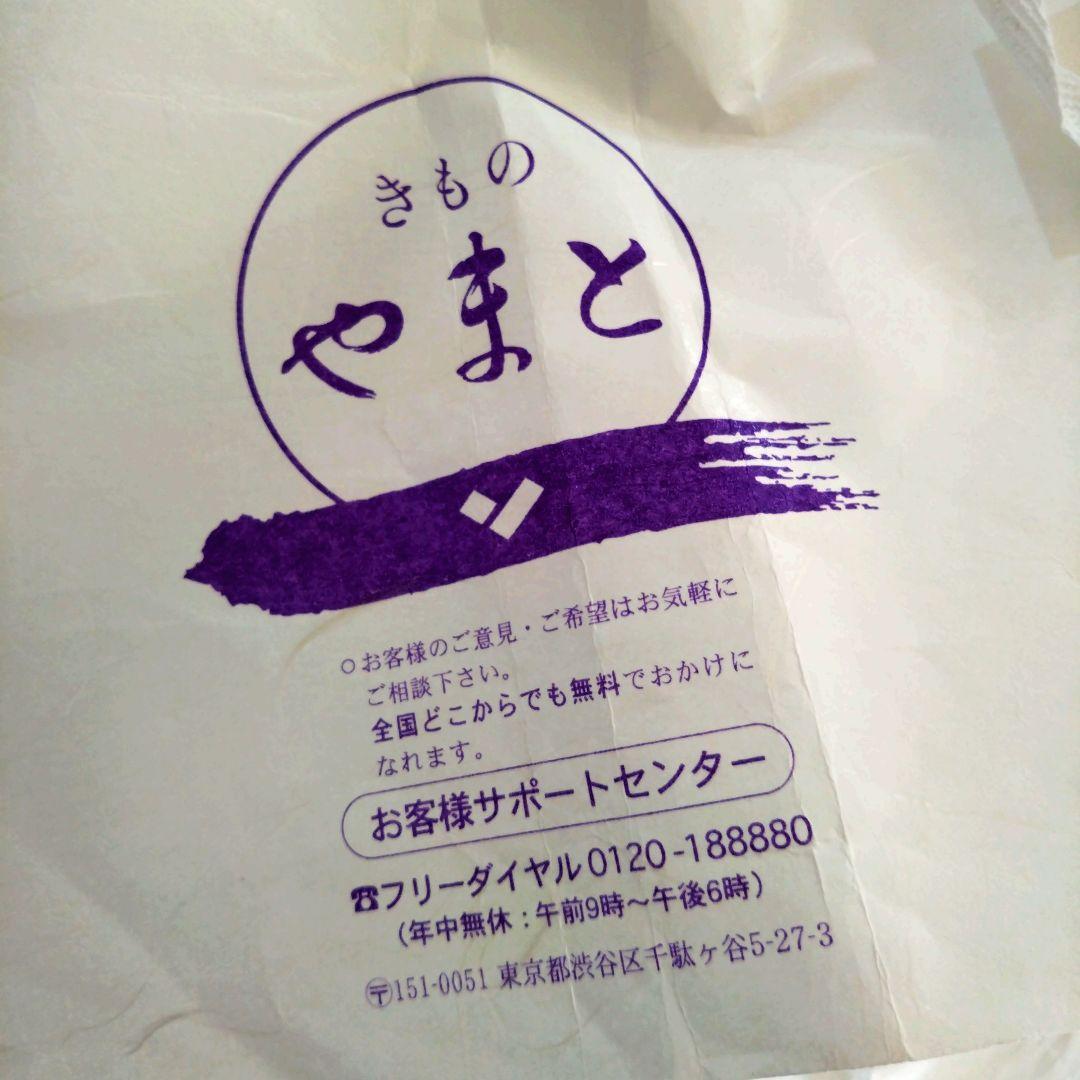 きもの
やまと
○お客様のご意見・ご希望はお気軽に
ご相談下さい。
全国どこからでも無料でおかけに
なれます。
お客様サポートセンター
☎フリーダイヤル0120-188880
(年中無休:午前9時～午後6時)
〒151-0051 東京都渋谷区千駄ヶ谷5-27-3